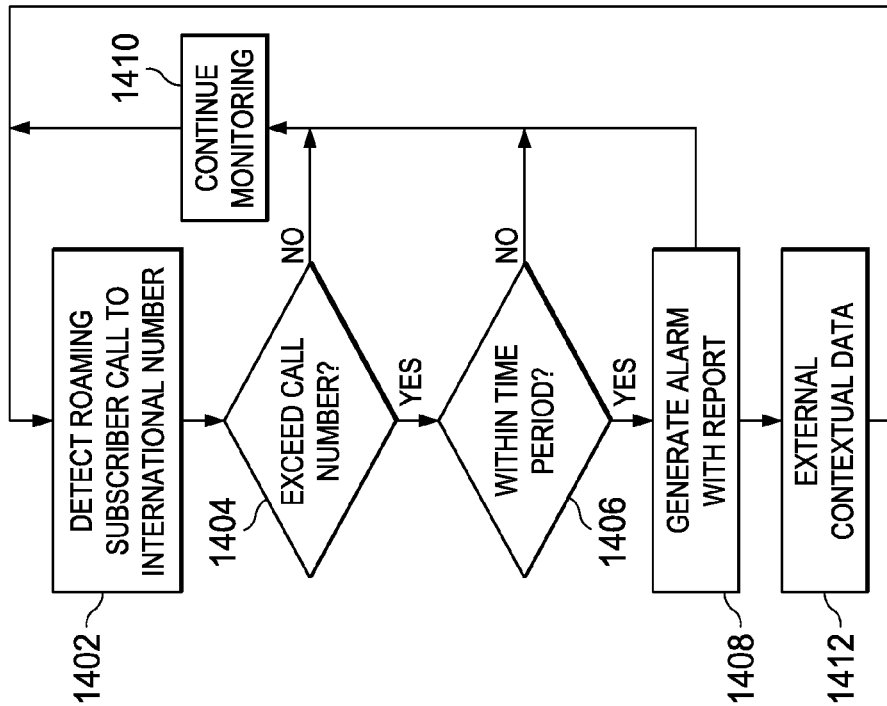 1402
DETECT ROAMING
SUBSCRIBER CALL TO
INTERNATIONAL NUMBER
1404
EXCEED CALL
NUMBER?
NO
YES
1410
CONTINUE
MONITORING
1406
WITHIN TIME
PERIOD?
NO
YES
1408
GENERATE ALARM
WITH REPORT
1412
EXTERNAL
CONTEXTUAL DATA